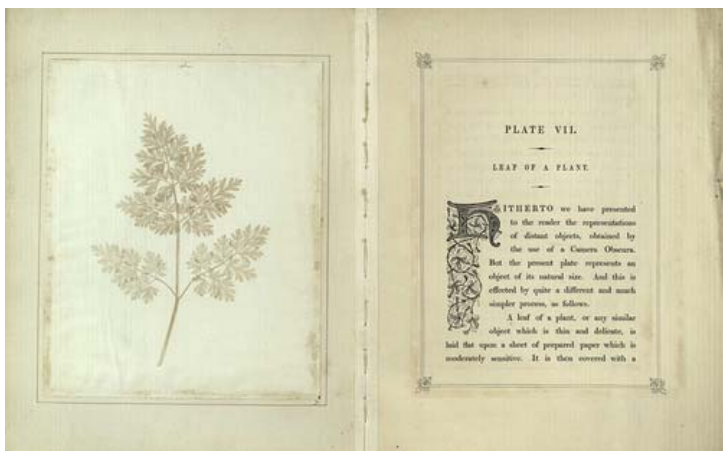 PLATE VII.
LEAF OF A PLANT.
HITHERTO we have presented
to the reader the representations
of distant objects, obtained by
the use of a Camera Obscura.
But the present plate represents an
object of its natural size. And this is
effected by quite a different and much
simpler process, as follows.
A leaf of a plant, or any similar
object which is thin and delicate, is
laid flat upon a sheet of prepared paper which is
moderately sensitive. It is then covered with a